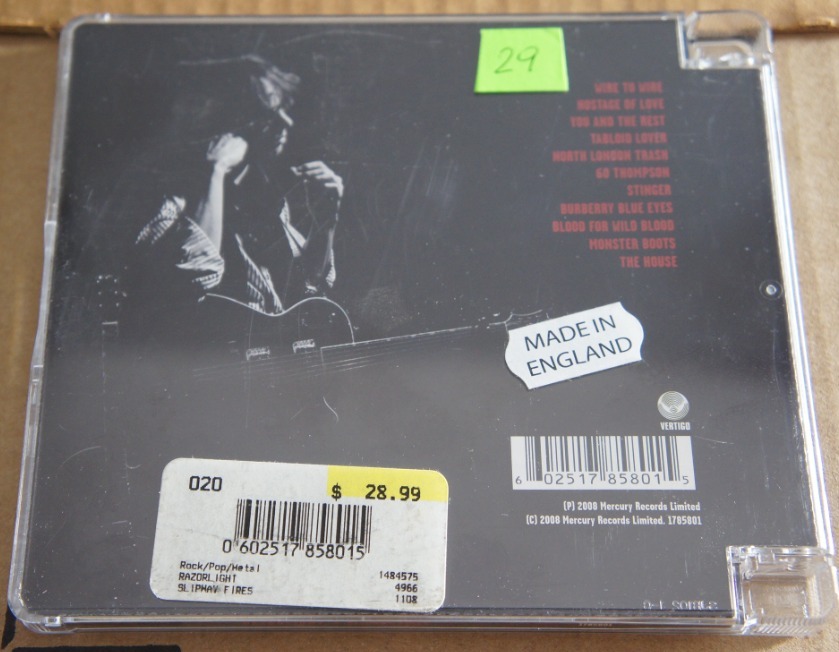 29
WIRE TO WIRE
HOSTAGE OF LOVE
YOU AND THE REST
TABLOID LOVER
NORTH LONDON TRASH
60 THOMPSON
STINGER
BURBERRY BLUE EYES
BLOOD FOR WILD BLOOD
MONSTER BOOTS
THE HOUSE
MADE IN
ENGLAND
VERTIGO
6 02517 85801 5
(P) 2008 Mercury Records Limited
(C) 2008 Mercury Records Limited. 1785801
020
$ 28.99
0 602517 858015
Rock/Pop/Metal
RAZORLIGHT 1484575
SLIPWAY FIRES 4966
1108